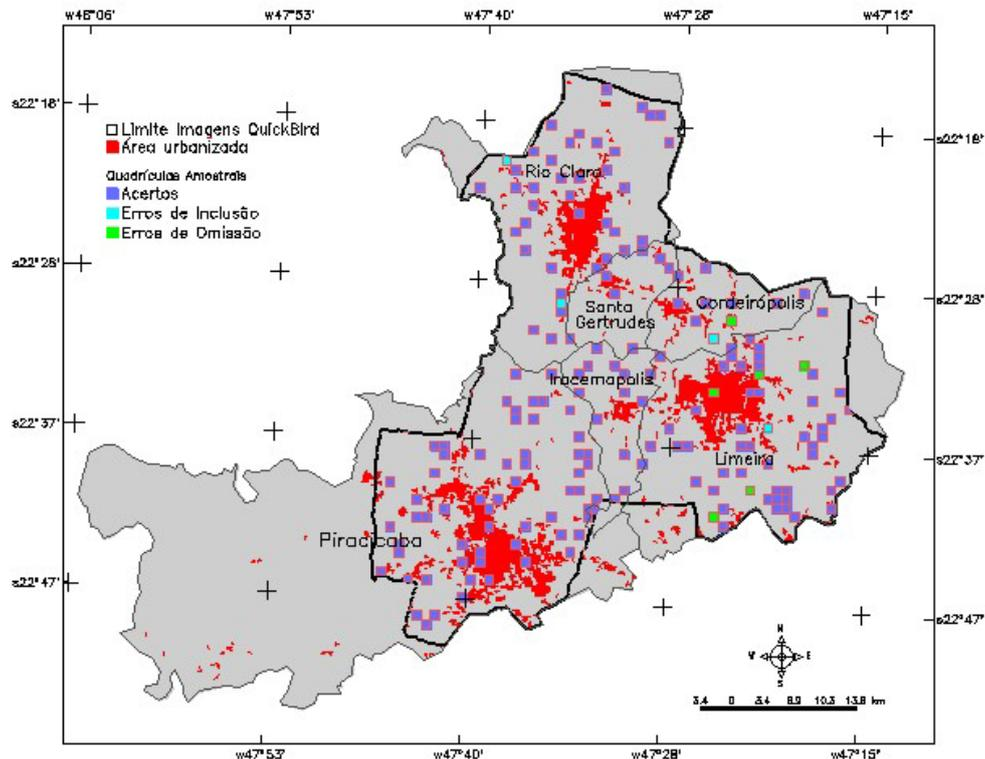 w48°06' w47°53' w47°40' w47°28' w47°15'
s22°18' s22°18'
Limite Imagens QuickBird
Área urbanizada
Quadrículas Amostrais
Acertos
Erros de Inclusão
Erros de Omissão
Rio Claro
s22°28' s22°28'
Santa
Gertrudes
Cordeirópolis
Iracemapolis
s22°37' s22°37'
Limeira
Piracicaba
s22°47' s22°47'
N
W E
S
3.4 0 3.4 6.9 10.3 13.8 km
w47°53' w47°40' w47°28' w47°15'